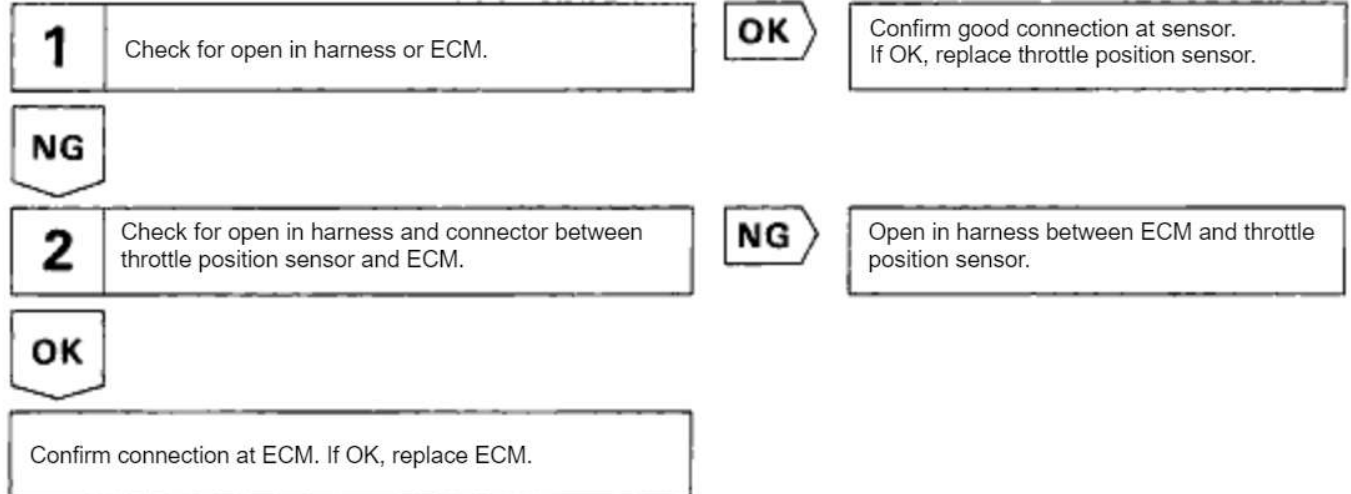 1
Check for open in harness or ECM.
OK
Confirm good connection at sensor.
If OK, replace throttle position sensor.
NG
2
Check for open in harness and connector between
throttle position sensor and ECM.
NG
Open in harness between ECM and throttle
position sensor.
OK
Confirm connection at ECM. If OK, replace ECM.